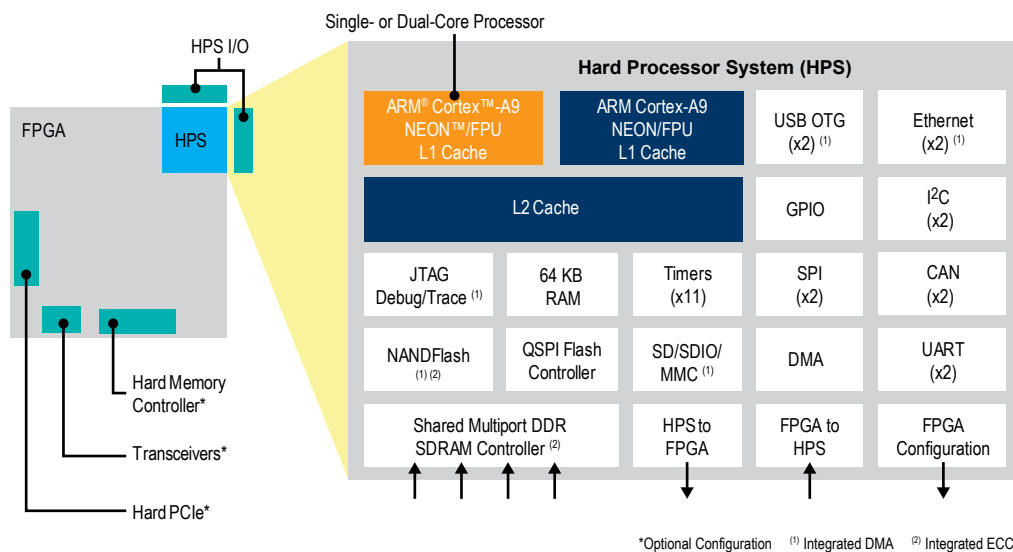 Single- or Dual-Core Processor
HPS I/O
FPGA
HPS
Hard Memory
Controller*
Transceivers*
Hard PCIe*
Hard Processor System (HPS)
ARM® Cortex™-A9
NEON™/FPU
L1 Cache
ARM Cortex-A9
NEON/FPU
L1 Cache
USB OTG
(x2) (1)
Ethernet
(x2) (1)
L2 Cache
GPIO
I²C
(x2)
JTAG
Debug/Trace (1)
64 KB
RAM
Timers
(x11)
SPI
(x2)
CAN
(x2)
NANDFlash
(1) (2)
QSPI Flash
Controller
SD/SDIO/
MMC (1)
DMA
UART
(x2)
Shared Multiport DDR
SDRAM Controller (2)
HPS to
FPGA
FPGA to
HPS
FPGA
Configuration
*Optional Configuration (1) Integrated DMA (2) Integrated ECC